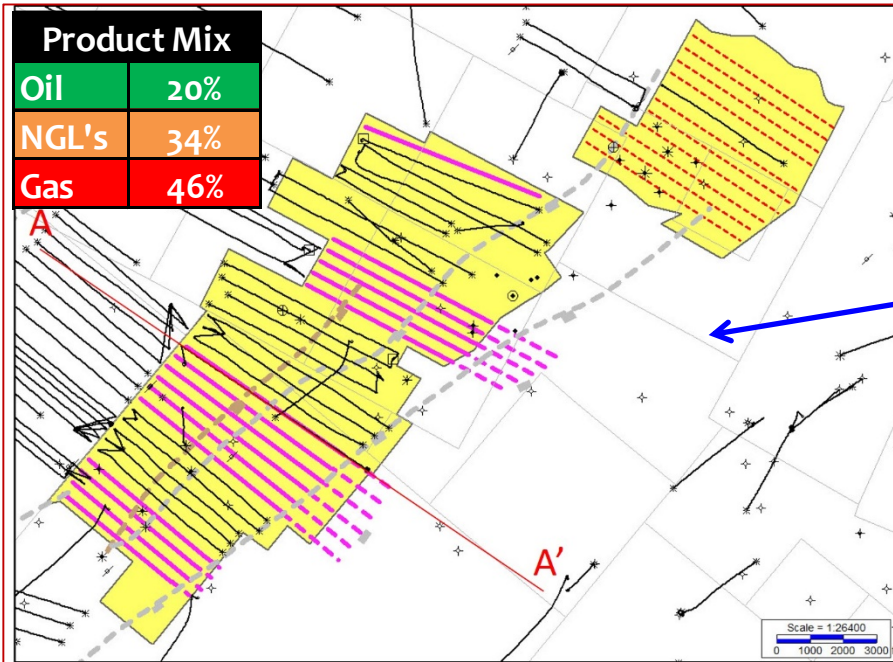 Product Mix
Oil 20%
NGL's 34%
Gas 46%
A
A'
Scale = 1:26400
0 1000 2000 3000